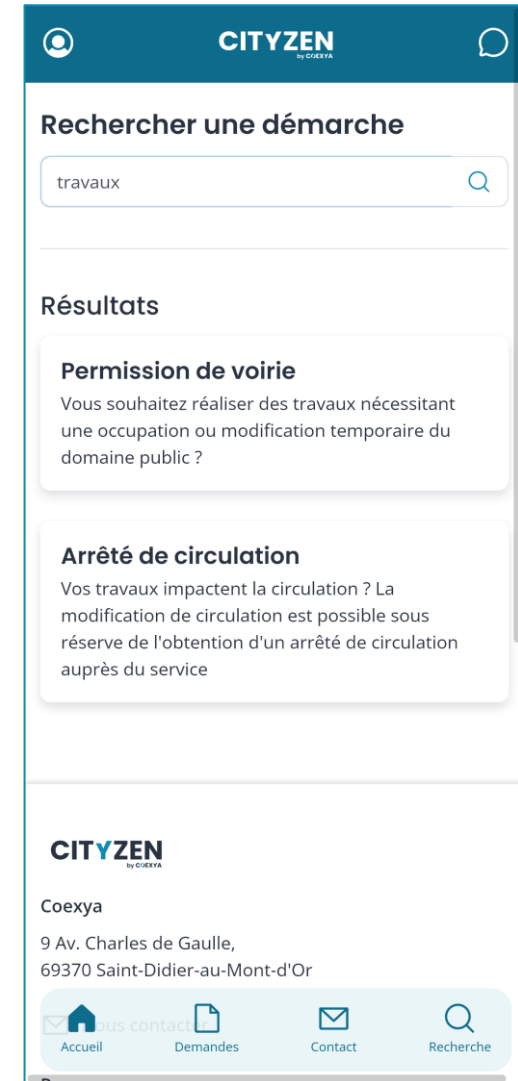 CITYZEN
by COEXYA
Rechercher une démarche
travaux
Résultats
Permission de voirie
Vous souhaitez réaliser des travaux nécessitant
une occupation ou modification temporaire du
domaine public ?
Arrêté de circulation
Vos travaux impactent la circulation ? La
modification de circulation est possible sous
réserve de l'obtention d'un arrêté de circulation
auprès du service
CITYZEN
by COEXYA
Coexya
9 Av. Charles de Gaulle,
69370 Saint-Didier-au-Mont-d'Or
contacter
Accueil Demandes Contact Recherche